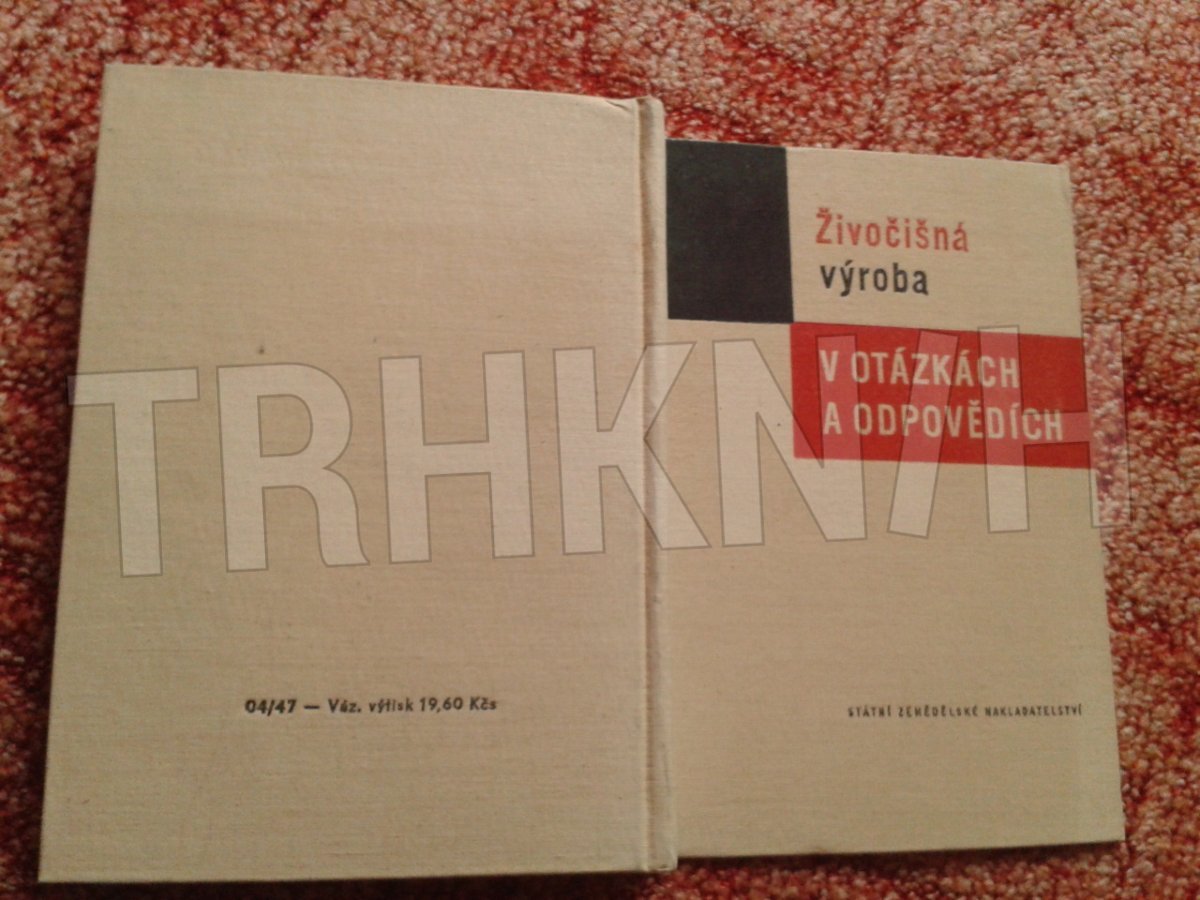 04/47 — Váz. výtisk 19,60 Kčs
Živočišná
výroba
V OTÁZKÁCH
A ODPOVĚDÍCH
STÁTNÍ ZEMĚDĚLSKÉ NAKLADATELSTVÍ
TRHKNIH